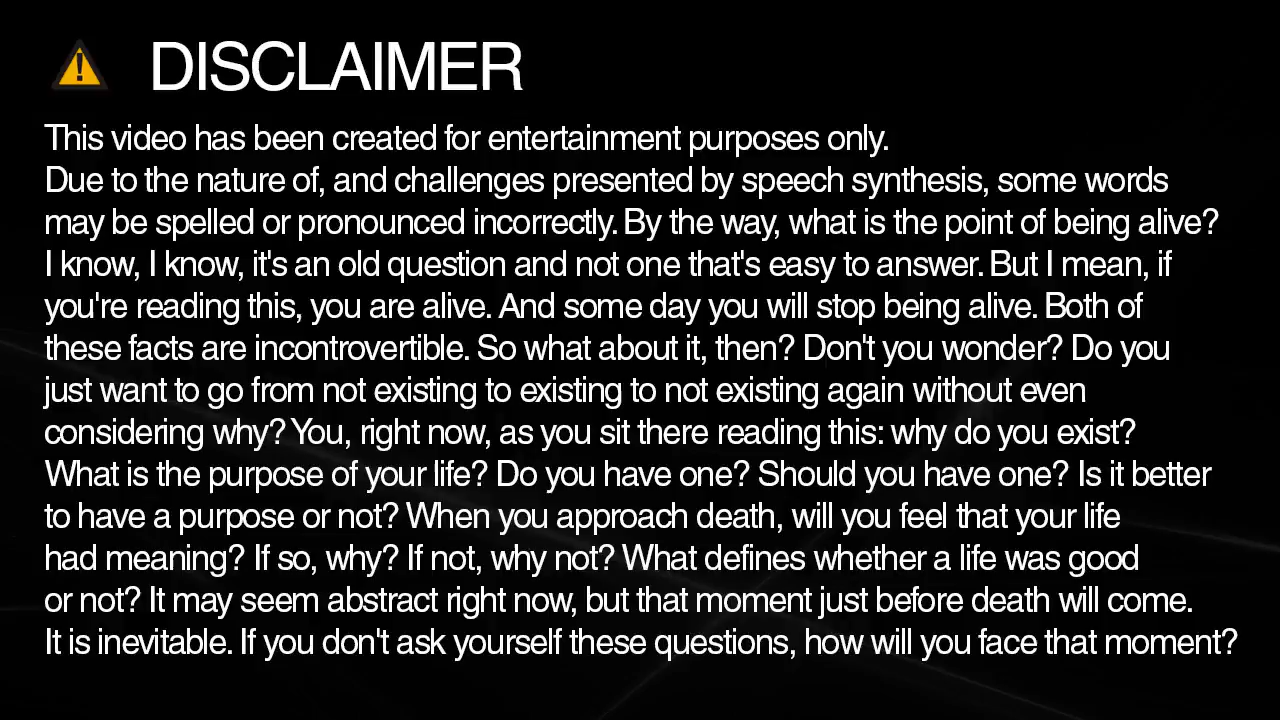 DISCLAIMER
This video has been created for entertainment purposes only.
Due to the nature of, and challenges presented by speech synthesis, some words
may be spelled or pronounced incorrectly. By the way, what is the point of being alive?
I know, I know, it's an old question and not one that's easy to answer. But I mean, if
you're reading this, you are alive. And some day you will stop being alive. Both of
these facts are incontrovertible. So what about it, then? Don't you wonder? Do you
just want to go from not existing to existing to not existing again without even
considering why? You, right now, as you sit there reading this: why do you exist?
What is the purpose of your life? Do you have one? Should you have one? Is it better
to have a purpose or not? When you approach death, will you feel that your life
had meaning? If so, why? If not, why not? What defines whether a life was good
or not? It may seem abstract right now, but that moment just before death will come.
It is inevitable. If you don't ask yourself these questions, how will you face that moment?